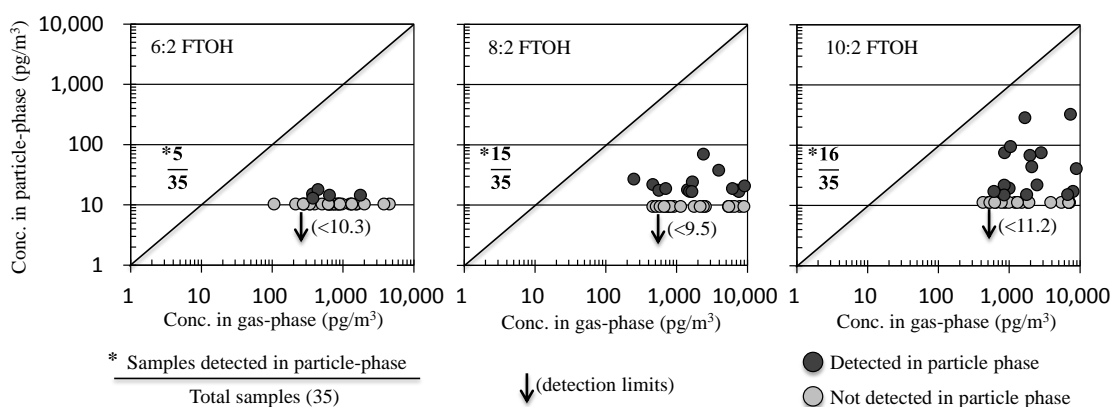 Conc. in particle-phase (pg/m³)
10,000
1,000
100
10
1
6:2 FTOH
*5
35
(<10.3)
1 10 100 1,000 10,000
Conc. in gas-phase (pg/m³)
8:2 FTOH
*15
35
(<9.5)
1 10 100 1,000 10,000
Conc. in gas-phase (pg/m³)
10:2 FTOH
*16
35
(<11.2)
1 10 100 1,000 10,000
Conc. in gas-phase (pg/m³)
* Samples detected in particle-phase
Total samples (35)
(detection limits)
Detected in particle phase
Not detected in particle phase